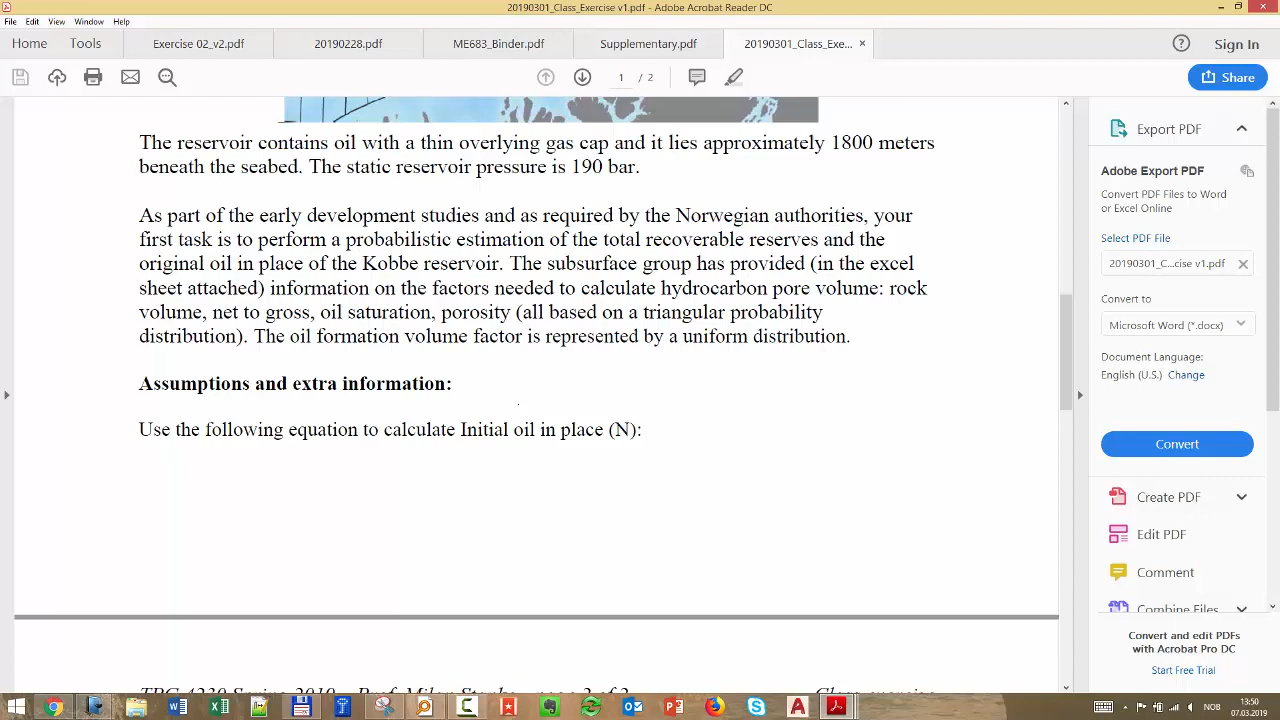 20190301_Class_Exercise v1.pdf - Adobe Acrobat Reader DC
File Edit View Window Help
Home Tools Exercise 02_v2.pdf 20190228.pdf ME683_Binder.pdf Supplementary.pdf 20190301_Class_Exe... × ? Sign In
1 / 2 Share
The reservoir contains oil with a thin overlying gas cap and it lies approximately 1800 meters
beneath the seabed. The static reservoir pressure is 190 bar.
As part of the early development studies and as required by the Norwegian authorities, your
first task is to perform a probabilistic estimation of the total recoverable reserves and the
original oil in place of the Kobbe reservoir. The subsurface group has provided (in the excel
sheet attached) information on the factors needed to calculate hydrocarbon pore volume: rock
volume, net to gross, oil saturation, porosity (all based on a triangular probability
distribution). The oil formation volume factor is represented by a uniform distribution.
Assumptions and extra information:
Use the following equation to calculate Initial oil in place (N):
Export PDF
Adobe Export PDF
Convert PDF Files to Word
or Excel Online
Select PDF File
20190301_C...cise v1.pdf
Convert to
Microsoft Word (*.docx)
Document Language:
English (U.S.) Change
Convert
Create PDF
Edit PDF
Comment
Combine Files
Convert and edit PDFs
with Acrobat Pro DC
Start Free Trial
NOB
13:50
07.03.2019